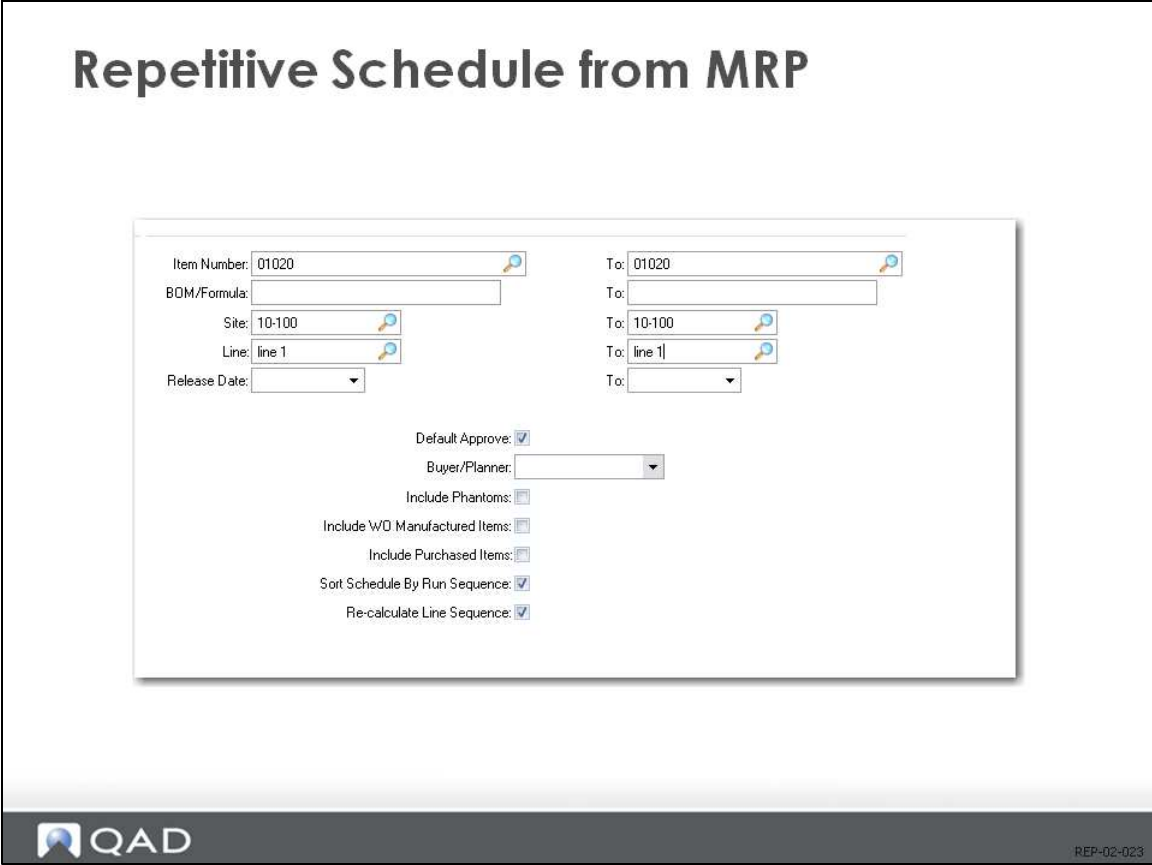 Repetitive Schedule from MRP
Item Number: 01020 To: 01020
BOM/Formula: To:
Site: 10-100 To: 10-100
Line: line 1 To: line 1
Release Date: To:
Default Approve:
Buyer/Planner:
Include Phantoms:
Include WO Manufactured Items:
Include Purchased Items:
Sort Schedule By Run Sequence:
Re-calculate Line Sequence:
QAD
REP-02-023